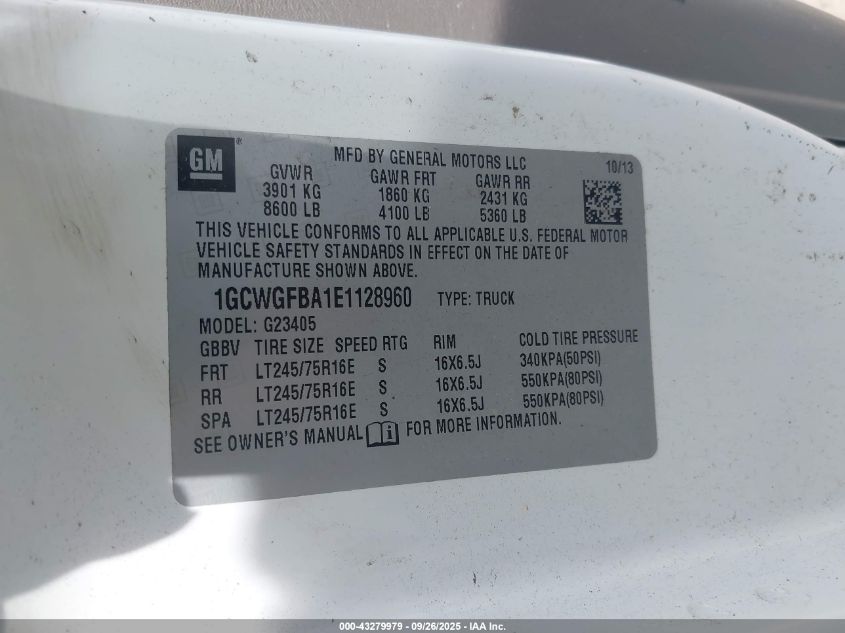 GM ®
MFD BY GENERAL MOTORS LLC 10/13
GVWR GAWR FRT GAWR RR
3901 KG 1860 KG 2431 KG
8600 LB 4100 LB 5360 LB
THIS VEHICLE CONFORMS TO ALL APPLICABLE U.S. FEDERAL MOTOR
VEHICLE SAFETY STANDARDS IN EFFECT ON THE DATE OF
MANUFACTURE SHOWN ABOVE.
1GCWGFBA1E1128960 TYPE: TRUCK
MODEL: G23405
GBBV TIRE SIZE SPEED RTG RIM COLD TIRE PRESSURE
FRT LT245/75R16E S 16X6.5J 340KPA(50PSI)
RR LT245/75R16E S 16X6.5J 550KPA(80PSI)
SPA LT245/75R16E S 16X6.5J 550KPA(80PSI)
SEE OWNER'S MANUAL i FOR MORE INFORMATION.
000-43279979 - 09/26/2025 - IAA Inc.